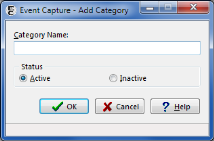 Event Capture - Add Category
Category Name:
Status
Active
Inactive
OK
Cancel
? Help